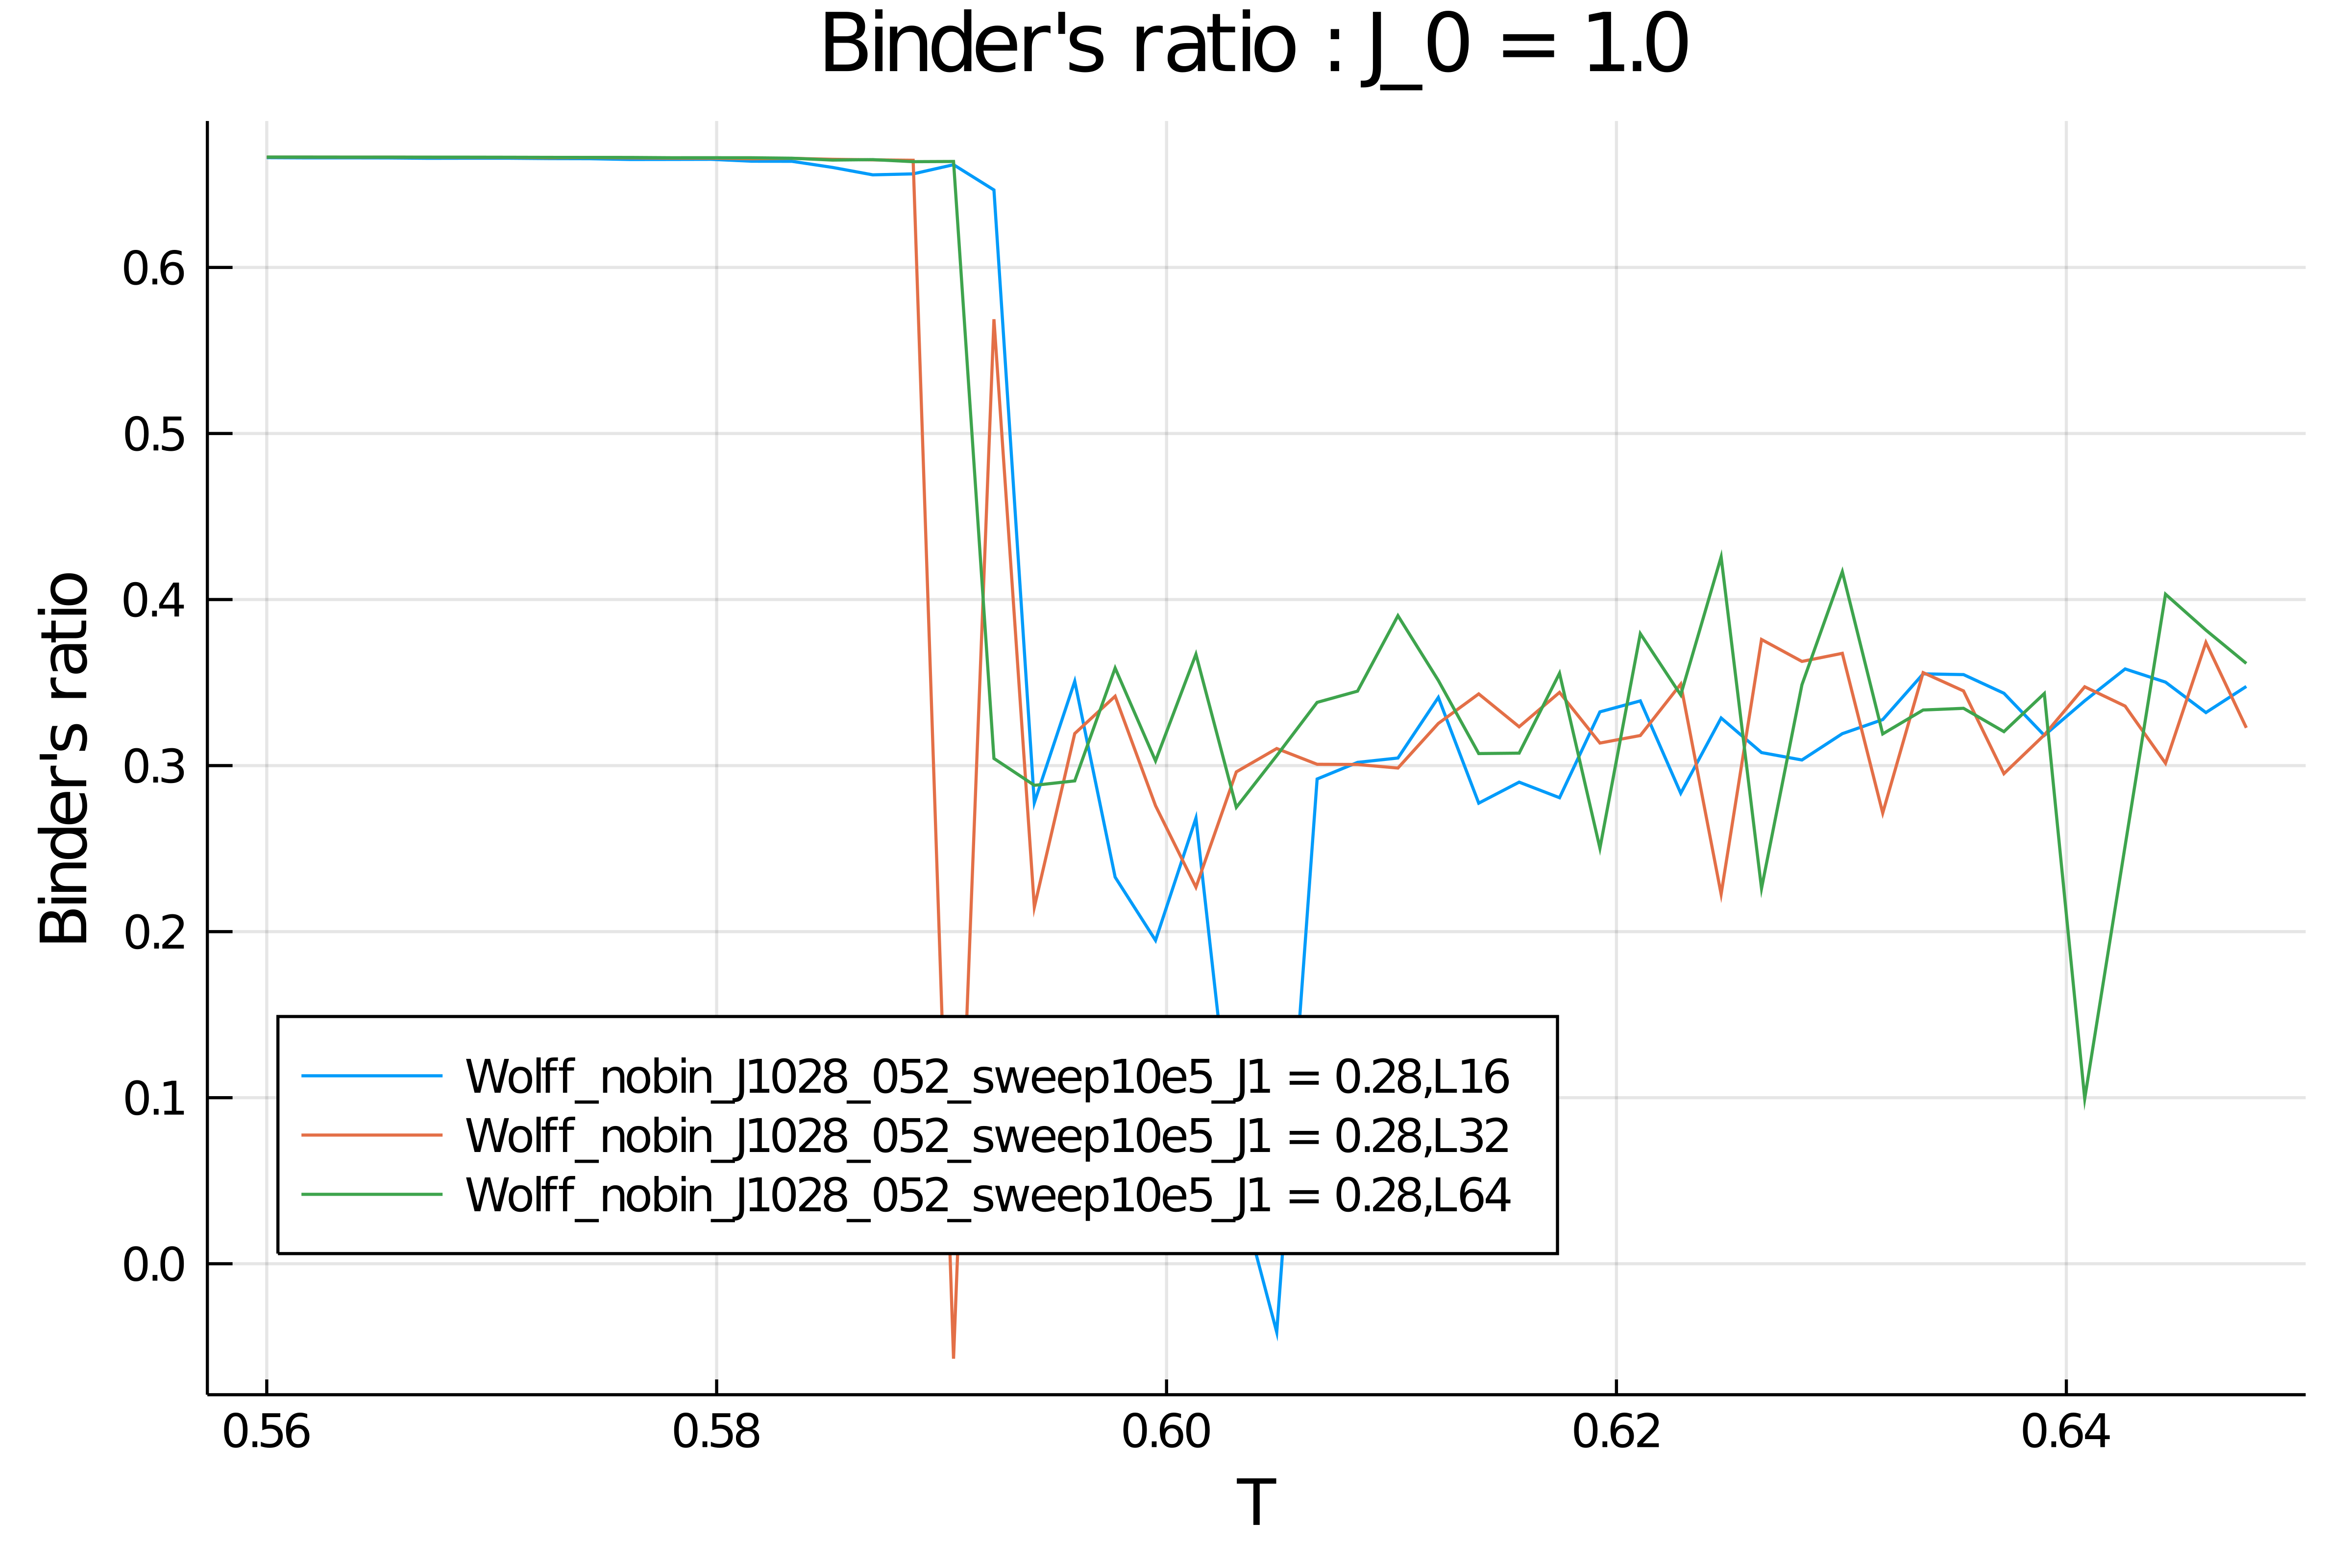 Binder's ratio : J_0 = 1.0
Binder's ratio
0.6
0.5
0.4
0.3
0.2
0.1
0.0
Wolff_nobin_J1028_052_sweep10e5_J1 = 0.28,L16
Wolff_nobin_J1028_052_sweep10e5_J1 = 0.28,L32
Wolff_nobin_J1028_052_sweep10e5_J1 = 0.28,L64
0.56 0.58 0.60 0.62 0.64
T